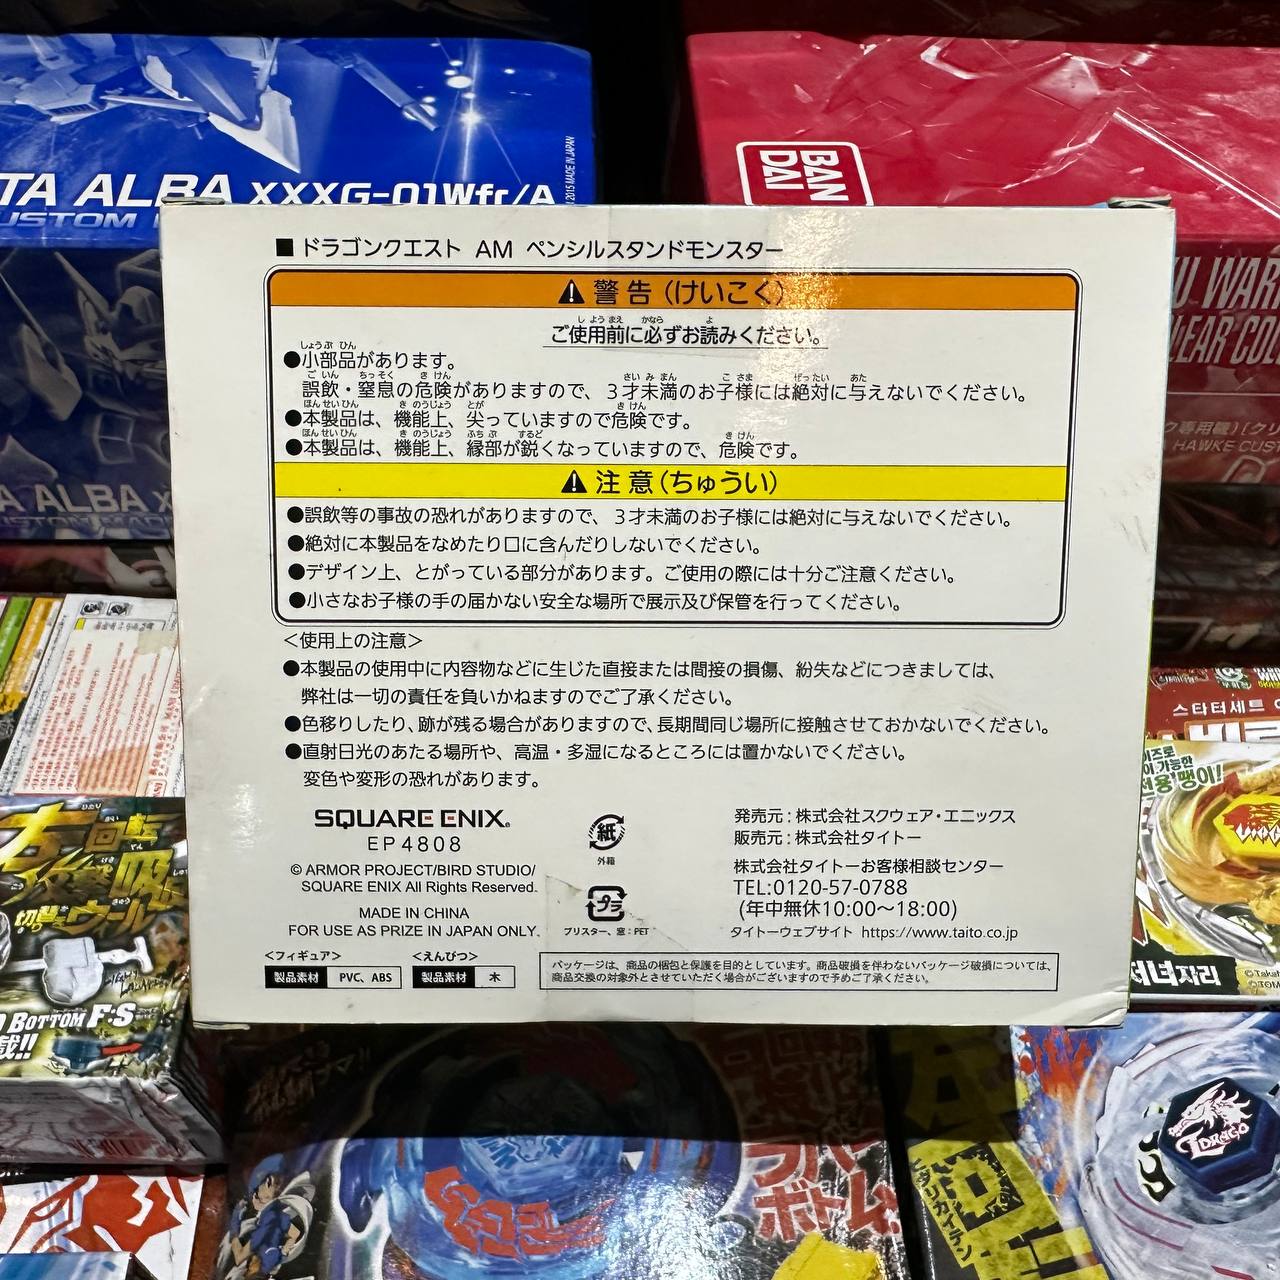 TA ALBA XXXG-01Wfr/A
USTOM
2015 MADE IN JAPAN
BAN
DAI
■ ドラゴンクエスト AM ペンシルスタンドモンスター
⚠ 警告(けいこく)
ご使用前に必ずお読みください。
●小部品があります。
誤飲・窒息の危険がありますので、3才未満のお子様には絶対に与えないでください。
●本製品は、機能上、尖っていますので危険です。
●本製品は、機能上、縁部が鋭くなっていますので、危険です。
⚠ 注意(ちゅうい)
●誤飲等の事故の恐れがありますので、3才未満のお子様には絶対に与えないでください。
●絶対に本製品をなめたり口に含んだりしないでください。
●デザイン上、とがっている部分があります。ご使用の際には十分ご注意ください。
●小さなお子様の手の届かない安全な場所で展示及び保管を行ってください。
<使用上の注意>
●本製品の使用中に内容物などに生じた直接または間接の損傷、紛失などにつきましては、
弊社は一切の責任を負いかねますのでご了承ください。
●色移りしたり、跡が残る場合がありますので、長期間同じ場所に接触させておかないでください。
●直射日光のあたる場所や、高温・多湿になるところには置かないでください。
変色や変形の恐れがあります。
SQUARE ENIX.
EP4808
© ARMOR PROJECT/BIRD STUDIO/
SQUARE ENIX All Rights Reserved.
MADE IN CHINA
FOR USE AS PRIZE IN JAPAN ONLY.
<フィギュア>
製品素材 PVC、ABS
<えんぴつ>
製品素材 木
紙
外箱
プラ
ブリスター、窓:PET
発売元:株式会社スクウェア・エニックス
販売元:株式会社タイトー
株式会社タイトーお客様相談センター
TEL:0120-57-0788
(年中無休10:00〜18:00)
タイトーウェブサイト https://www.taito.co.jp
パッケージは、商品の梱包と保護を目的としています。商品破損を伴わないパッケージ破損については、
商品交換の対象外とさせていただく場合がございますので予めご了承ください。
U WAR
LEAR COL
HAWKE CUST
TA ALBA
스타터세트
전용 팽이!
처녀자리
右回転
BOTTOM F:S
L DRAGO